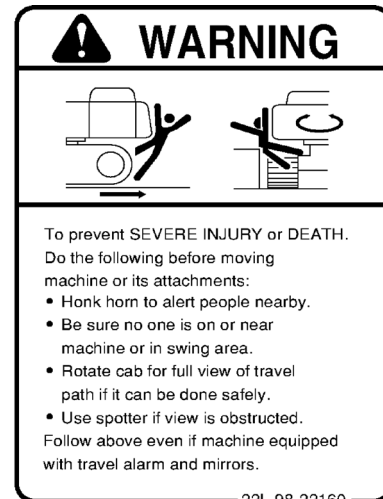 WARNING
To prevent SEVERE INJURY or DEATH.
Do the following before moving
machine or its attachments:
• Honk horn to alert people nearby.
• Be sure no one is on or near
machine or in swing area.
• Rotate cab for full view of travel
path if it can be done safely.
• Use spotter if view is obstructed.
Follow above even if machine equipped
with travel alarm and mirrors.